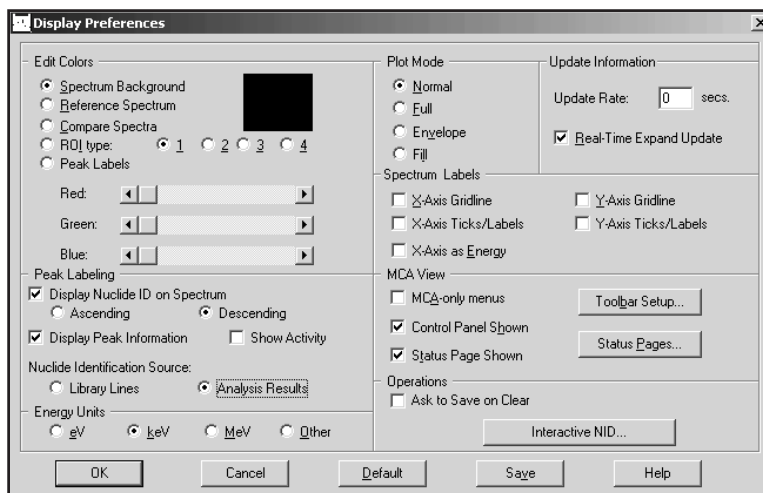 Display Preferences
Edit Colors
Spectrum Background
Reference Spectrum
Compare Spectra
ROI type: 1 2 3 4
Peak Labels
Red:
Green:
Blue:
Peak Labeling
Display Nuclide ID on Spectrum
Ascending Descending
Display Peak Information Show Activity
Nuclide Identification Source:
Library Lines Analysis Results
Energy Units
eV keV MeV Other
Plot Mode
Normal
Full
Envelope
Fill
Update Information
Update Rate: 0 secs.
Real-Time Expand Update
Spectrum Labels
X-Axis Gridline Y-Axis Gridline
X-Axis Ticks/Labels Y-Axis Ticks/Labels
X-Axis as Energy
MCA View
MCA-only menus
Control Panel Shown
Status Page Shown
Toolbar Setup...
Status Pages...
Operations
Ask to Save on Clear
Interactive NID...
OK Cancel Default Save Help